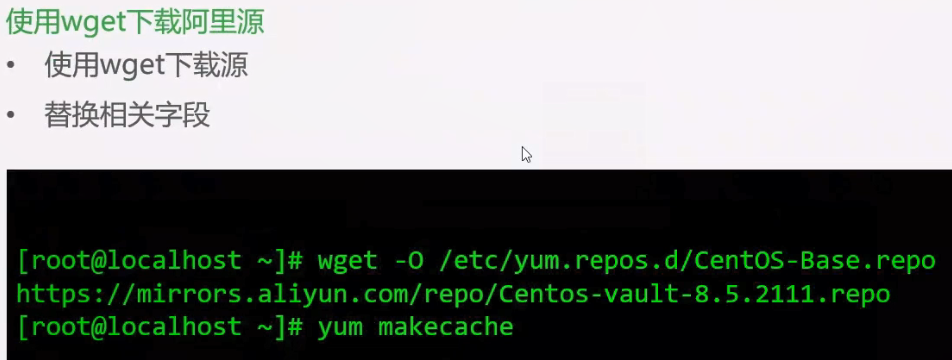 使用wget下载阿里源
• 使用wget下载源
• 替换相关字段
[root@localhost ~]# wget -O /etc/yum.repos.d/CentOS-Base.repo
https://mirrors.aliyun.com/repo/Centos-vault-8.5.2111.repo
[root@localhost ~]# yum makecache